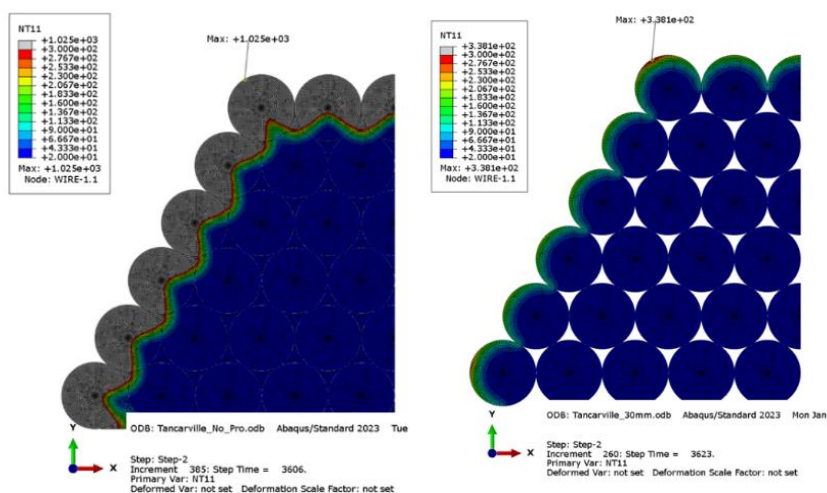 NT11
+1.025e+03
+3.000e+02
+2.767e+02
+2.533e+02
+2.300e+02
+2.067e+02
+1.833e+02
+1.600e+02
+1.367e+02
+1.133e+02
+9.000e+01
+6.667e+01
+4.333e+01
+2.000e+01
Max: +1.025e+03
Node: WIRE-1.1
Max: +1.025e+03
Y
X
ODB: Tancarville_No_Pro.odb Abaqus/Standard 2023 Tue
Step: Step-2
Increment 385: Step Time = 3606.
Primary Var: NT11
Deformed Var: not set Deformation Scale Factor: not set
NT11
+3.381e+02
+3.000e+02
+2.767e+02
+2.533e+02
+2.300e+02
+2.067e+02
+1.833e+02
+1.600e+02
+1.367e+02
+1.133e+02
+9.000e+01
+6.667e+01
+4.333e+01
+2.000e+01
Max: +3.381e+02
Node: WIRE-1.1
Max: +3.381e+02
Y
X
ODB: Tancarville_30mm.odb Abaqus/Standard 2023 Mon Jan
Step: Step-2
Increment 260: Step Time = 3623.
Primary Var: NT11
Deformed Var: not set Deformation Scale Factor: not set